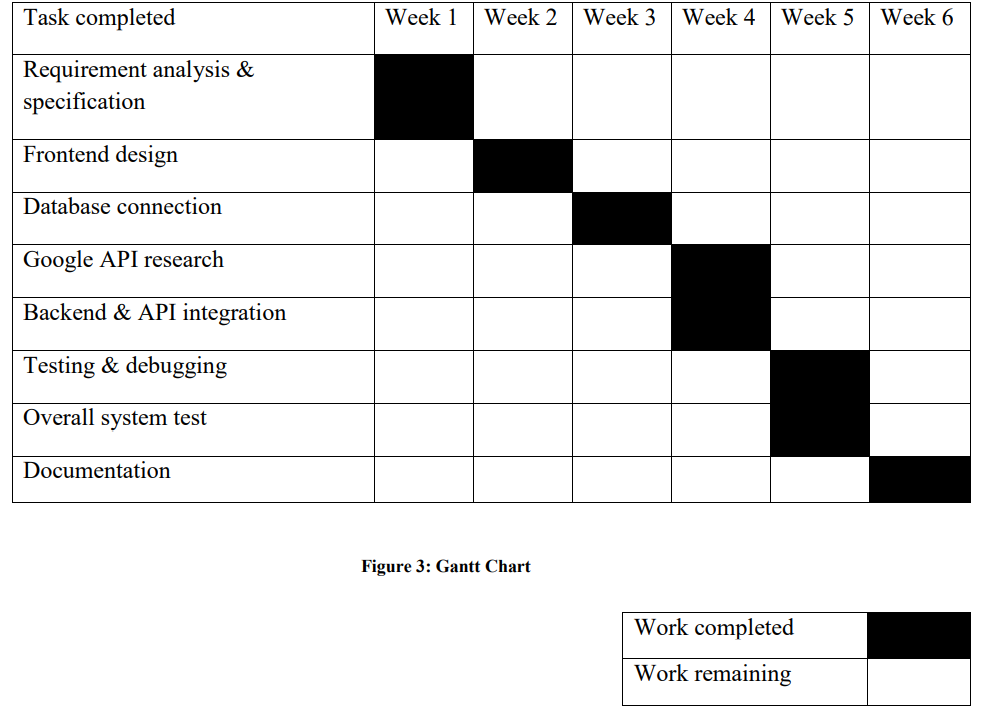 Task completed Week 1 Week 2 Week 3 Week 4 Week 5 Week 6
Requirement analysis &
specification
Frontend design
Database connection
Google API research
Backend & API integration
Testing & debugging
Overall system test
Documentation
Figure 3: Gantt Chart
Work completed
Work remaining